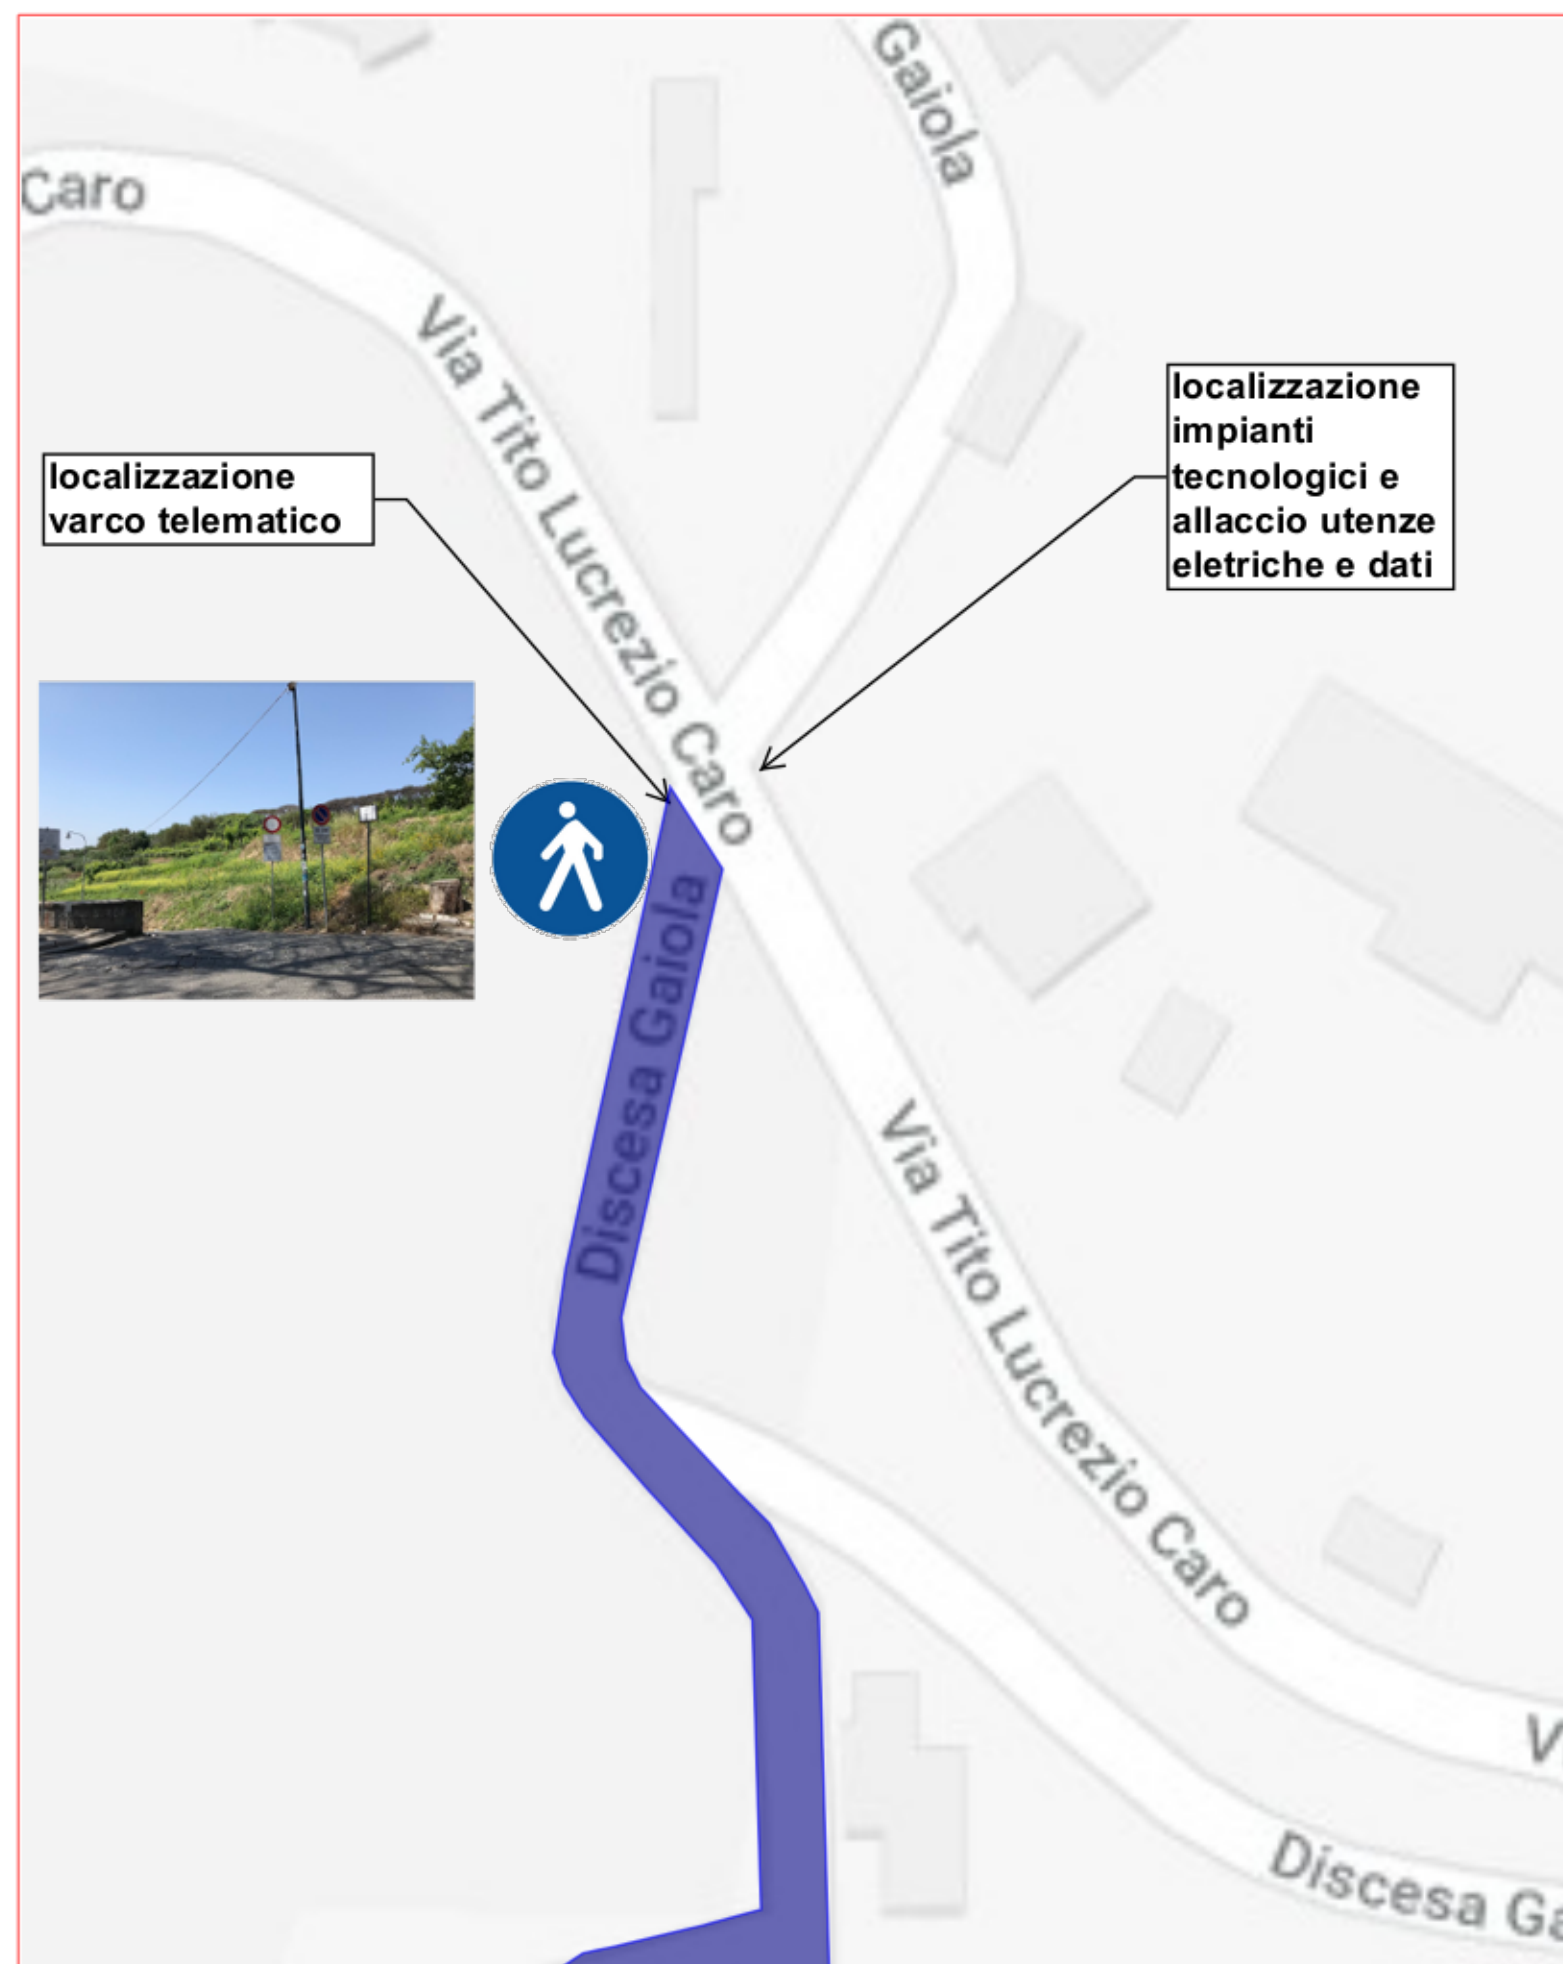 Gaiola
Caro
Via Tito Lucrezio Caro
localizzazione
impianti
tecnologici e
allaccio utenze
eletriche e dati
localizzazione
varco telematico
Discesa Gaiola
Via Tito Lucrezio Caro
V
Discesa Ga